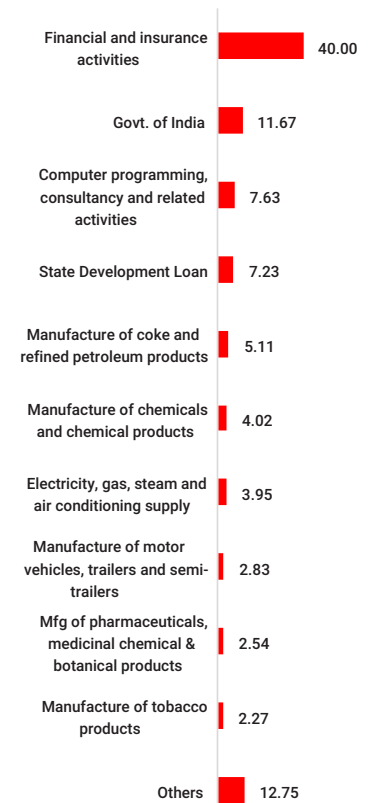 Financial and insurance
activities
40.00
Govt. of India
11.67
Computer programming,
consultancy and related
activities
7.63
State Development Loan
7.23
Manufacture of coke and
refined petroleum products
5.11
Manufacture of chemicals
and chemical products
4.02
Electricity, gas, steam and
air conditioning supply
3.95
Manufacture of motor
vehicles, trailers and semi-
trailers
2.83
Mfg of pharmaceuticals,
medicinal chemical &
botanical products
2.54
Manufacture of tobacco
products
2.27
Others
12.75